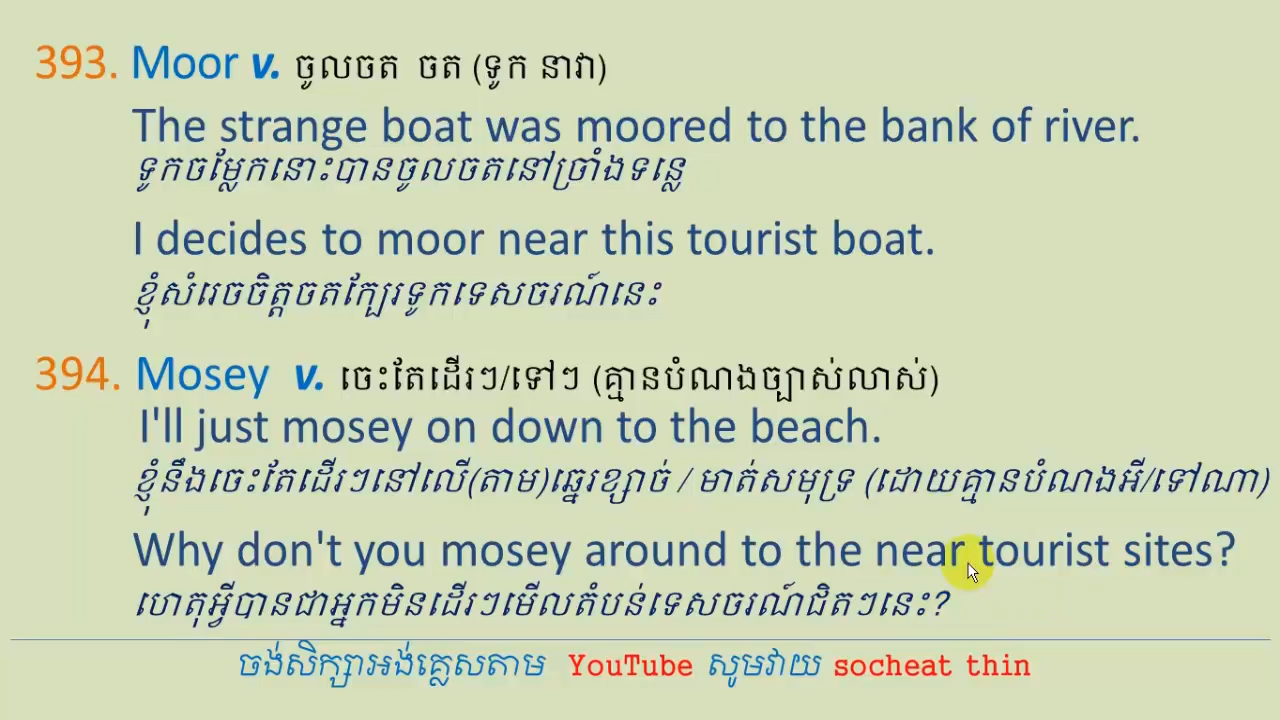 393. Moor v. ចូលចត ចត (ទូក នាវា)
The strange boat was moored to the bank of river.
ទូកចម្លែកនោះបានចូលចតនៅច្រាំងទន្លេ
I decides to moor near this tourist boat.
ខ្ញុំសំរេចចិត្តចតក្បែរទូកទេសចរណ៍នេះ
394. Mosey v. ចេះតែដើរៗ/ទៅៗ (គ្មានបំណងច្បាស់លាស់)
I'll just mosey on down to the beach.
ខ្ញុំនឹងចេះតែដើរៗនៅលើ(តាម)ឆ្នេរខ្សាច់ / មាត់សមុទ្រ (ដោយគ្មានបំណងអី/ទៅណា)
Why don't you mosey around to the near tourist sites?
ហេតុអ្វីបានជាអ្នកមិនដើរៗមើលតំបន់ទេសចរណ៍ជិតៗនេះ?
ចង់សិក្សាអង់គ្លេសតាម YouTube សូមវាយ socheat thin